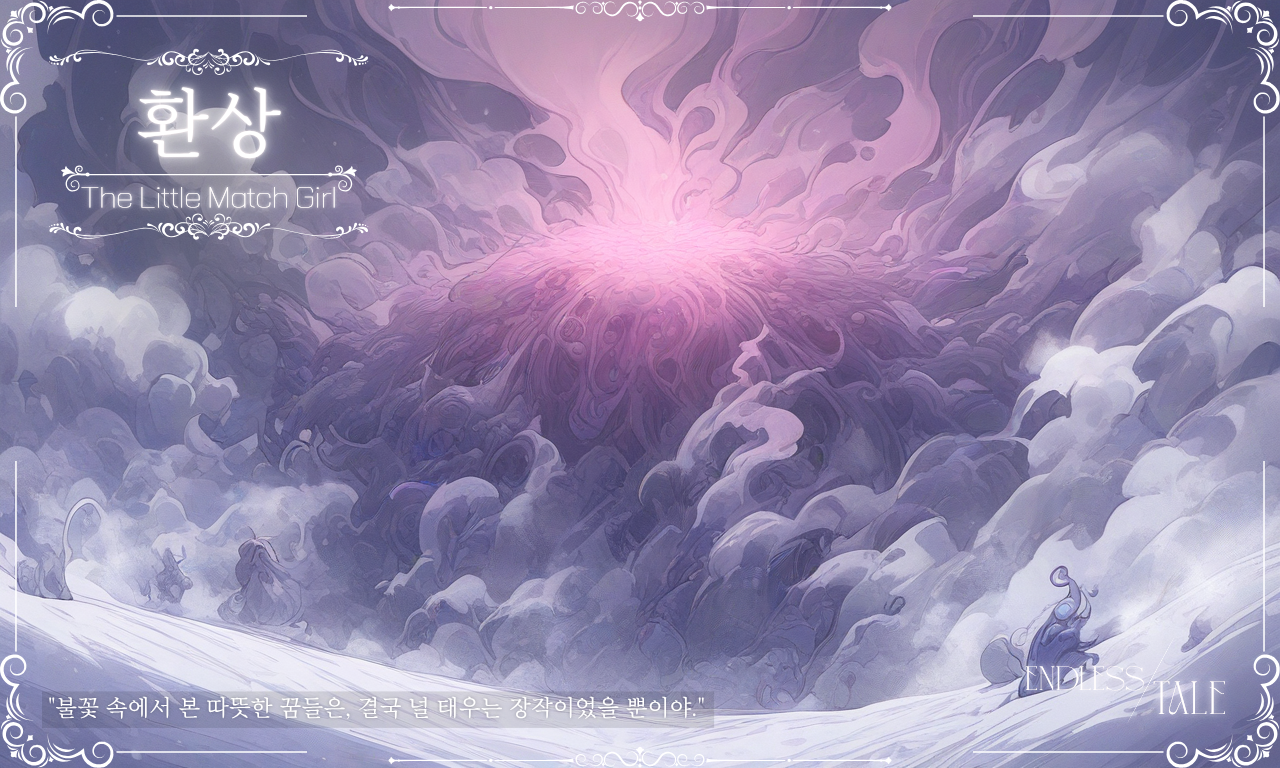 환상
The Little Match Girl
"불꽃 속에서 본 따뜻한 꿈들은, 결국 널 태우는 장작이었을 뿐이야."
ENDLESS
TALE